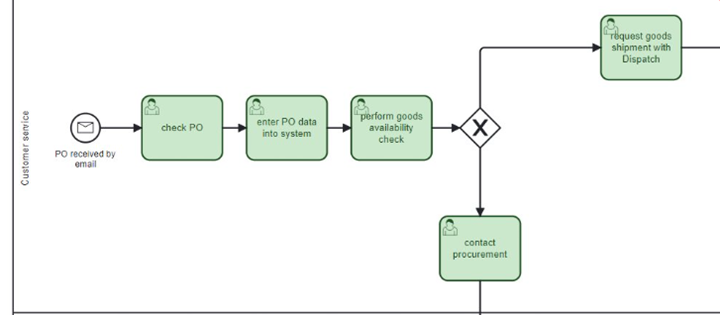 request goods
shipment with
Dispatch
Customer service
PO received by
email
check PO
enter PO data
into system
perform goods
availability
check
X
contact
procurement